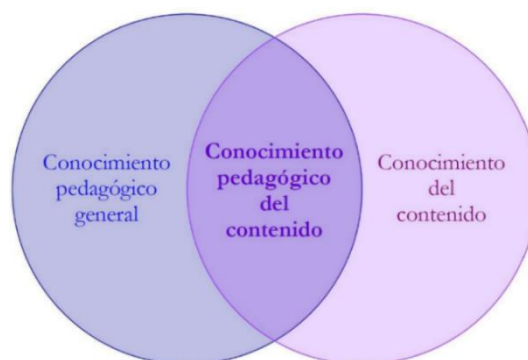 Conocimiento
pedagógico
general
Conocimiento
pedagógico
del
contenido
Conocimiento
del
contenido